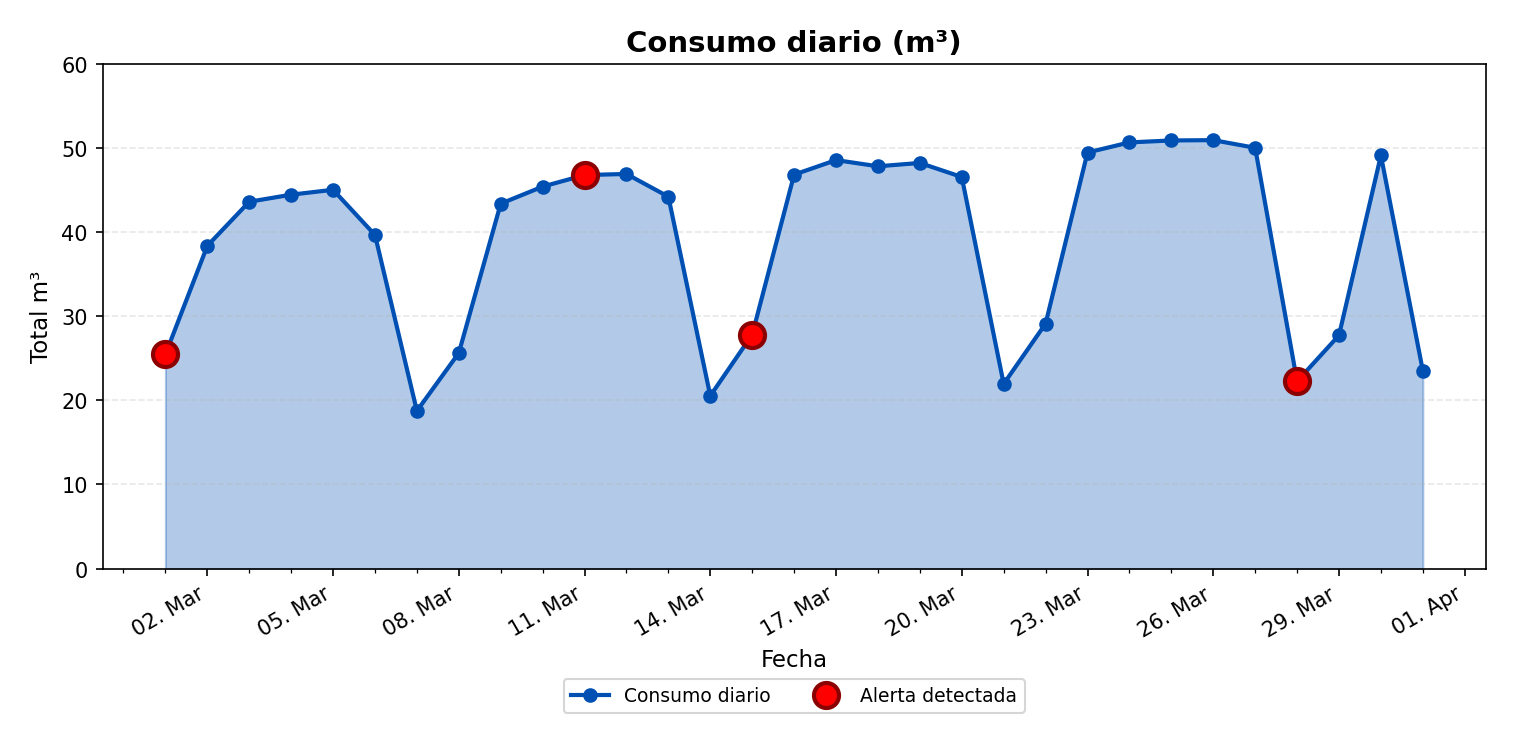 Consumo diario (m³)
60
50
40
30
20
10
0
Total m³
02. Mar
05. Mar
08. Mar
11. Mar
14. Mar
17. Mar
20. Mar
23. Mar
26. Mar
29. Mar
01. Apr
Fecha
Consumo diario
Alerta detectada